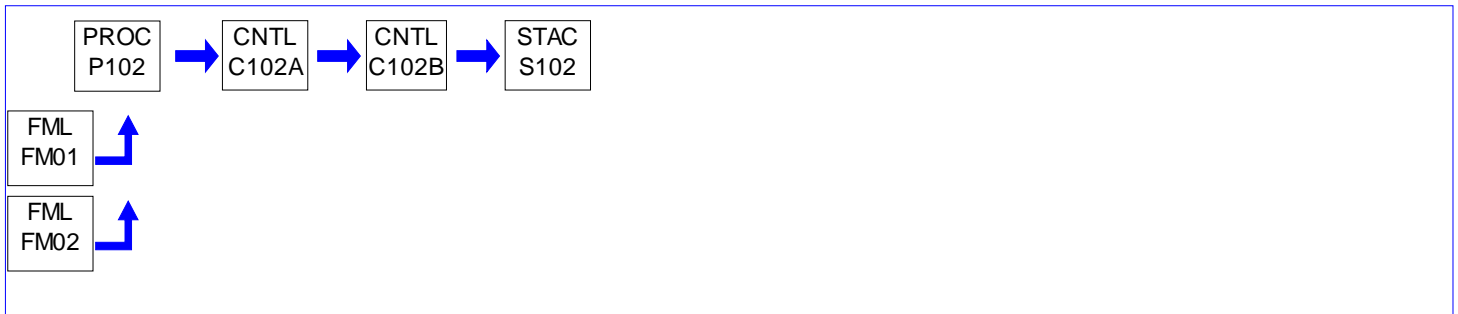 PROC
P102
CNTL
C102A
CNTL
C102B
STAC
S102
FML
FM01
FML
FM02